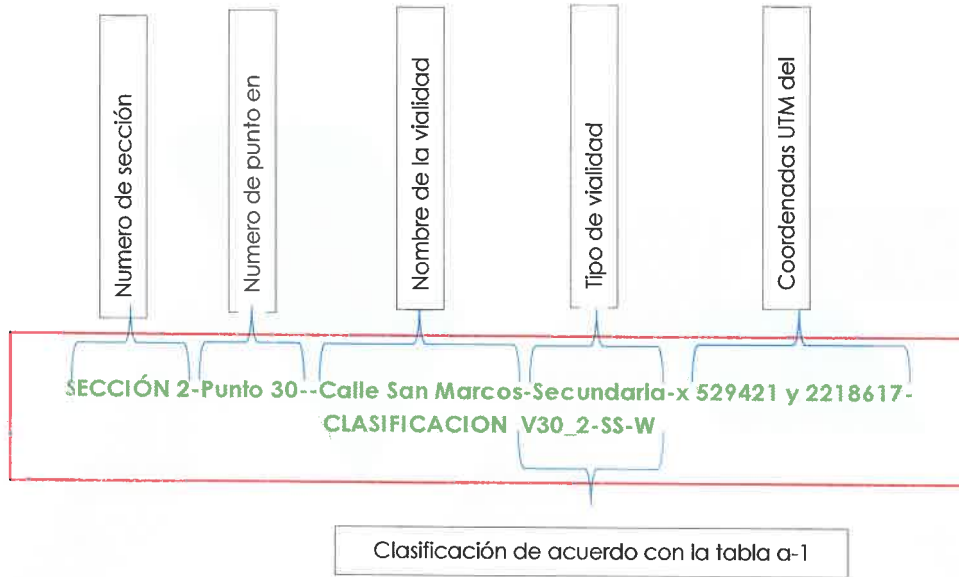 Numero de sección
Numero de punto en
Nombre de la vialidad
Tipo de vialidad
Coordenadas UTM del
SECCIÓN 2-Punto 30--Calle San Marcos-Secundaria-x 529421 y 2218617-
CLASIFICACION V30_2-SS-W
Clasificación de acuerdo con la tabla a-1